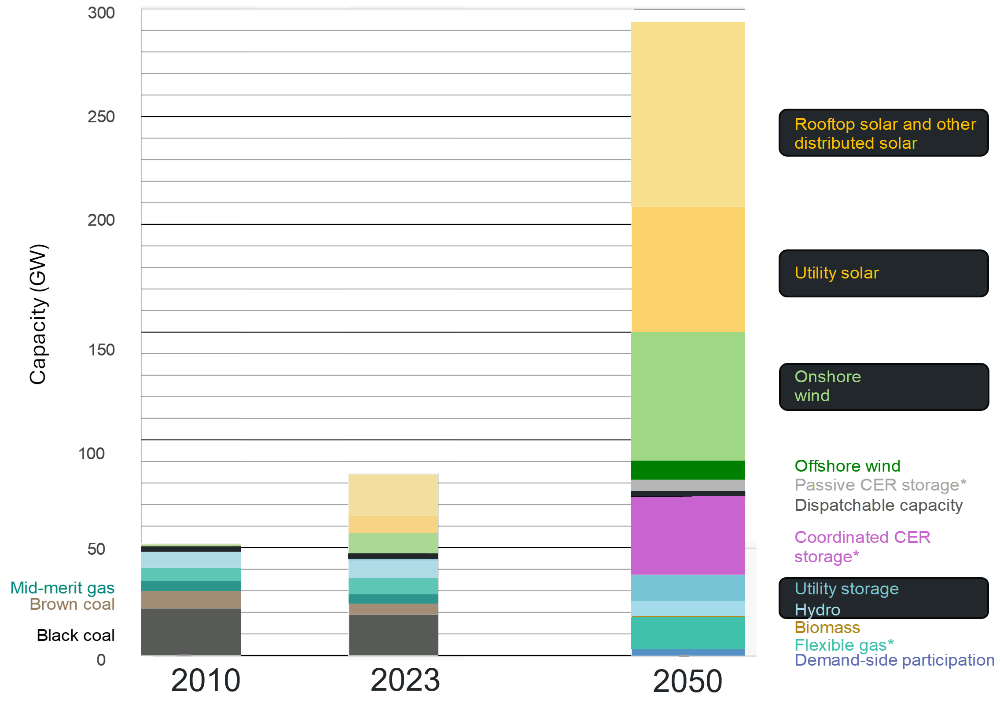 300
250
200
150
100
50
0
Capacity (GW)
Mid-merit gas
Brown coal
Black coal
2010
2023
2050
Rooftop solar and other
distributed solar
Utility solar
Onshore
wind
Offshore wind
Passive CER storage*
Dispatchable capacity
Coordinated CER
storage*
Utility storage
Hydro
Biomass
Flexible gas*
Demand-side participation